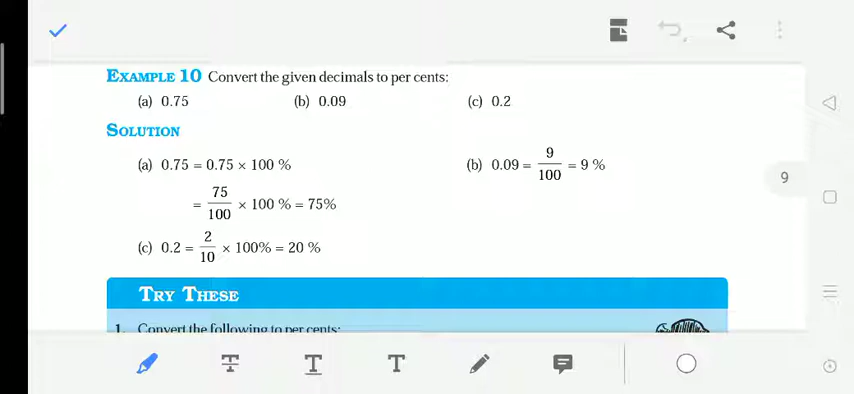 EXAMPLE 10 Convert the given decimals to per cents:
(a) 0.75 (b) 0.09 (c) 0.2
SOLUTION
(a) 0.75 = 0.75 × 100 %
= 75/100 × 100 % = 75%
(b) 0.09 = 9/100 = 9 %
(c) 0.2 = 2/10 × 100% = 20 %
TRY THESE
1. Convert the following to per cents:
9
T T T